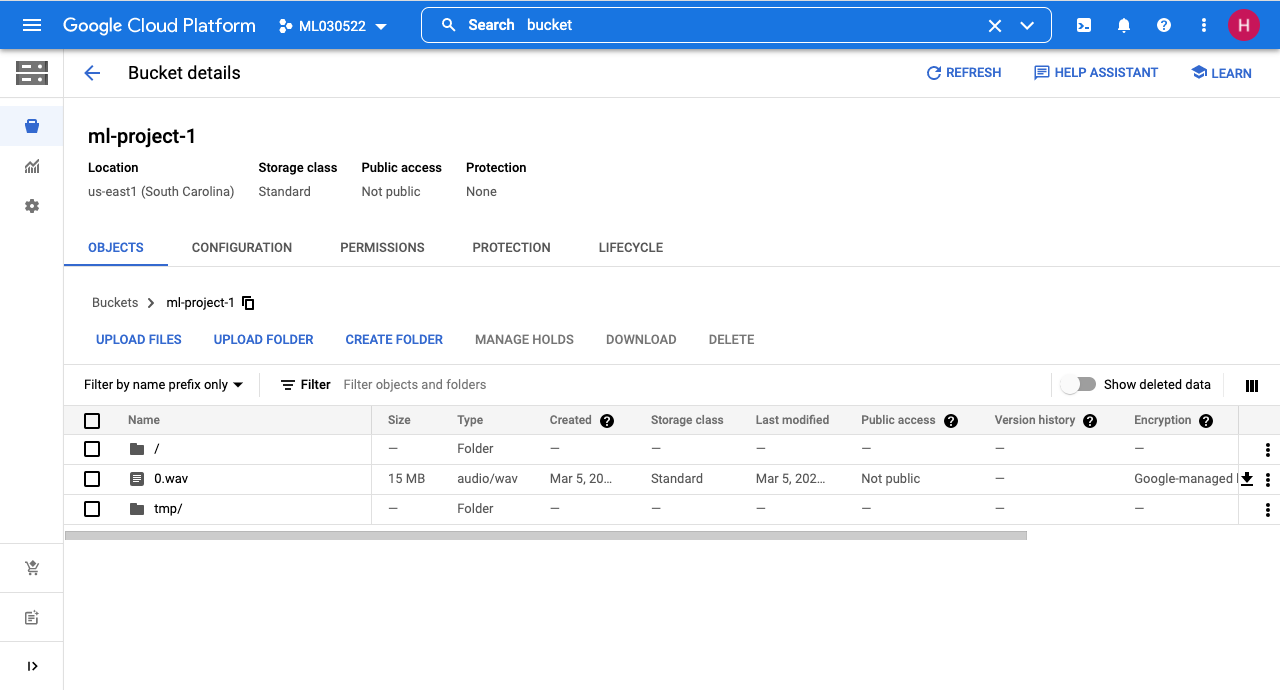 Google Cloud Platform ML030522 Search bucket H
Bucket details REFRESH HELP ASSISTANT LEARN
ml-project-1
Location Storage class Public access Protection
us-east1 (South Carolina) Standard Not public None
OBJECTS CONFIGURATION PERMISSIONS PROTECTION LIFECYCLE
Buckets ml-project-1
UPLOAD FILES UPLOAD FOLDER CREATE FOLDER MANAGE HOLDS DOWNLOAD DELETE
Filter by name prefix only Filter Filter objects and folders Show deleted data
Name Size Type Created Storage class Last modified Public access Version history Encryption
/ — Folder — — — — — —
0.wav 15 MB audio/wav Mar 5, 20... Standard Mar 5, 202... Not public — Google-managed
tmp/ — Folder — — — — — —